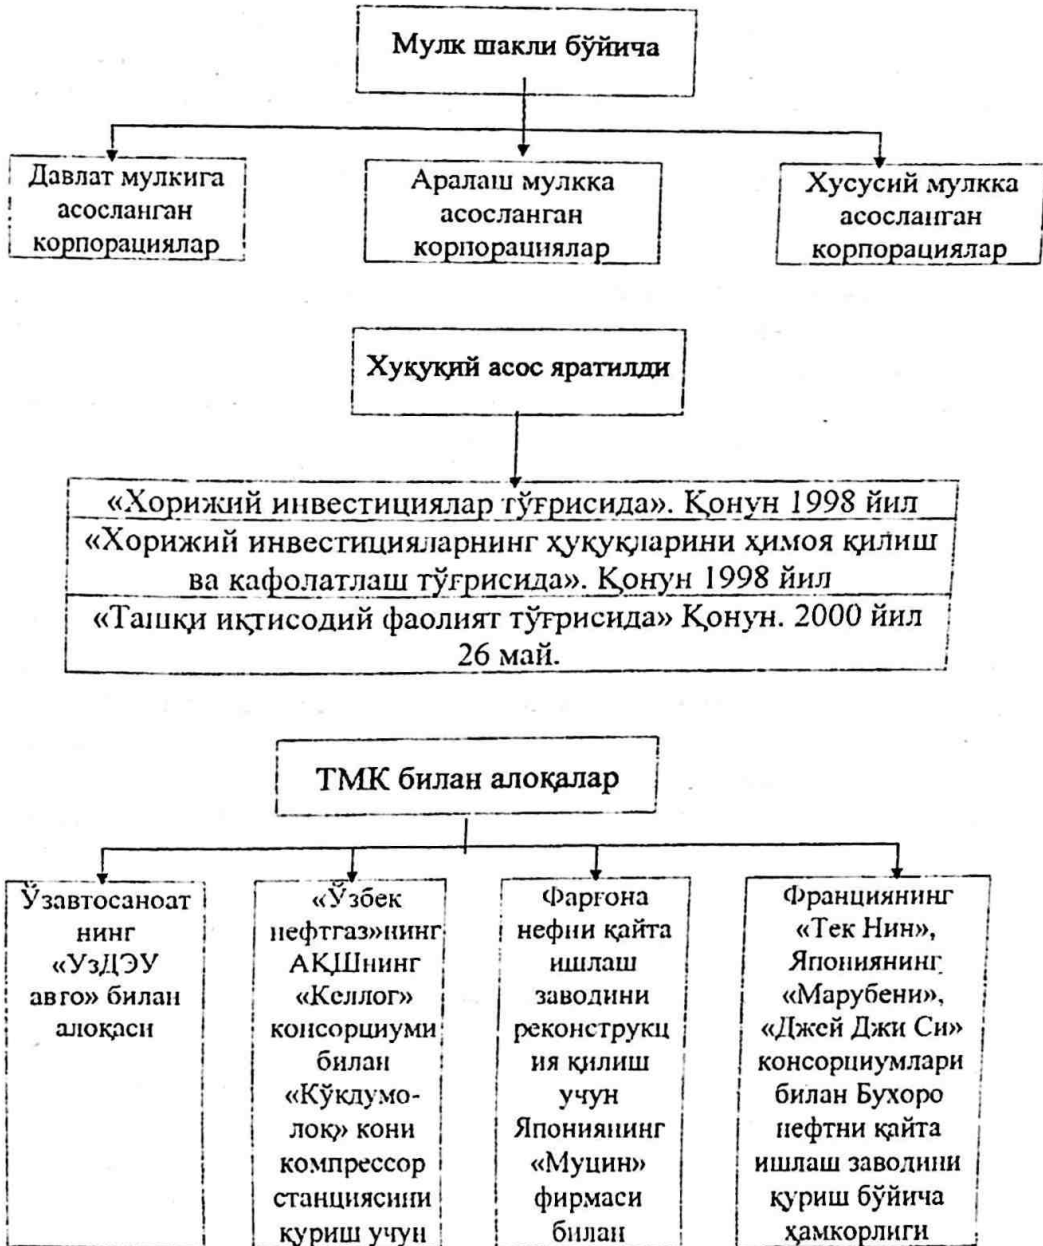 Мулк шакли бўйича
Давлат мулкига
асосланган
корпорациялар
Аралаш мулкка
асосланган
корпорациялар
Хусусий мулкка
асосланган
корпорациялар
Хуқуқий асос яратилди
«Хорижий инвестициялар тўғрисида». Қонун 1998 йил
«Хорижий инвестицияларнинг ҳуқуқларини ҳимоя қилиш
ва кафолатлаш тўғрисида». Қонун 1998 йил
«Ташқи иқтисодий фаолият тўғрисида» Қонун. 2000 йил
26 май.
ТМК билан алоқалар
Ўзавтосаноат
нинг
«УзДЭУ
авто» билан
алоқаси
«Ўзбек
нефтгаз»нинг
АҚШнинг
«Келлог»
консорциуми
билан
«Кўкдумо-
лоқ» кони
компрессор
станциясини
қуриш учун
Фарғона
нефни қайта
ишлаш
заводини
реконструкц
ия қилиш
учун
Япониянинг
«Муцин»
фирмаси
билан
Франциянинг
«Тек Нин»,
Япониянинг
«Марубени»,
«Джей Джи Си»
консорциумлари
билан Бухоро
нефтни қайта
ишлаш заводини
қуриш бўйича
ҳамкорлиги